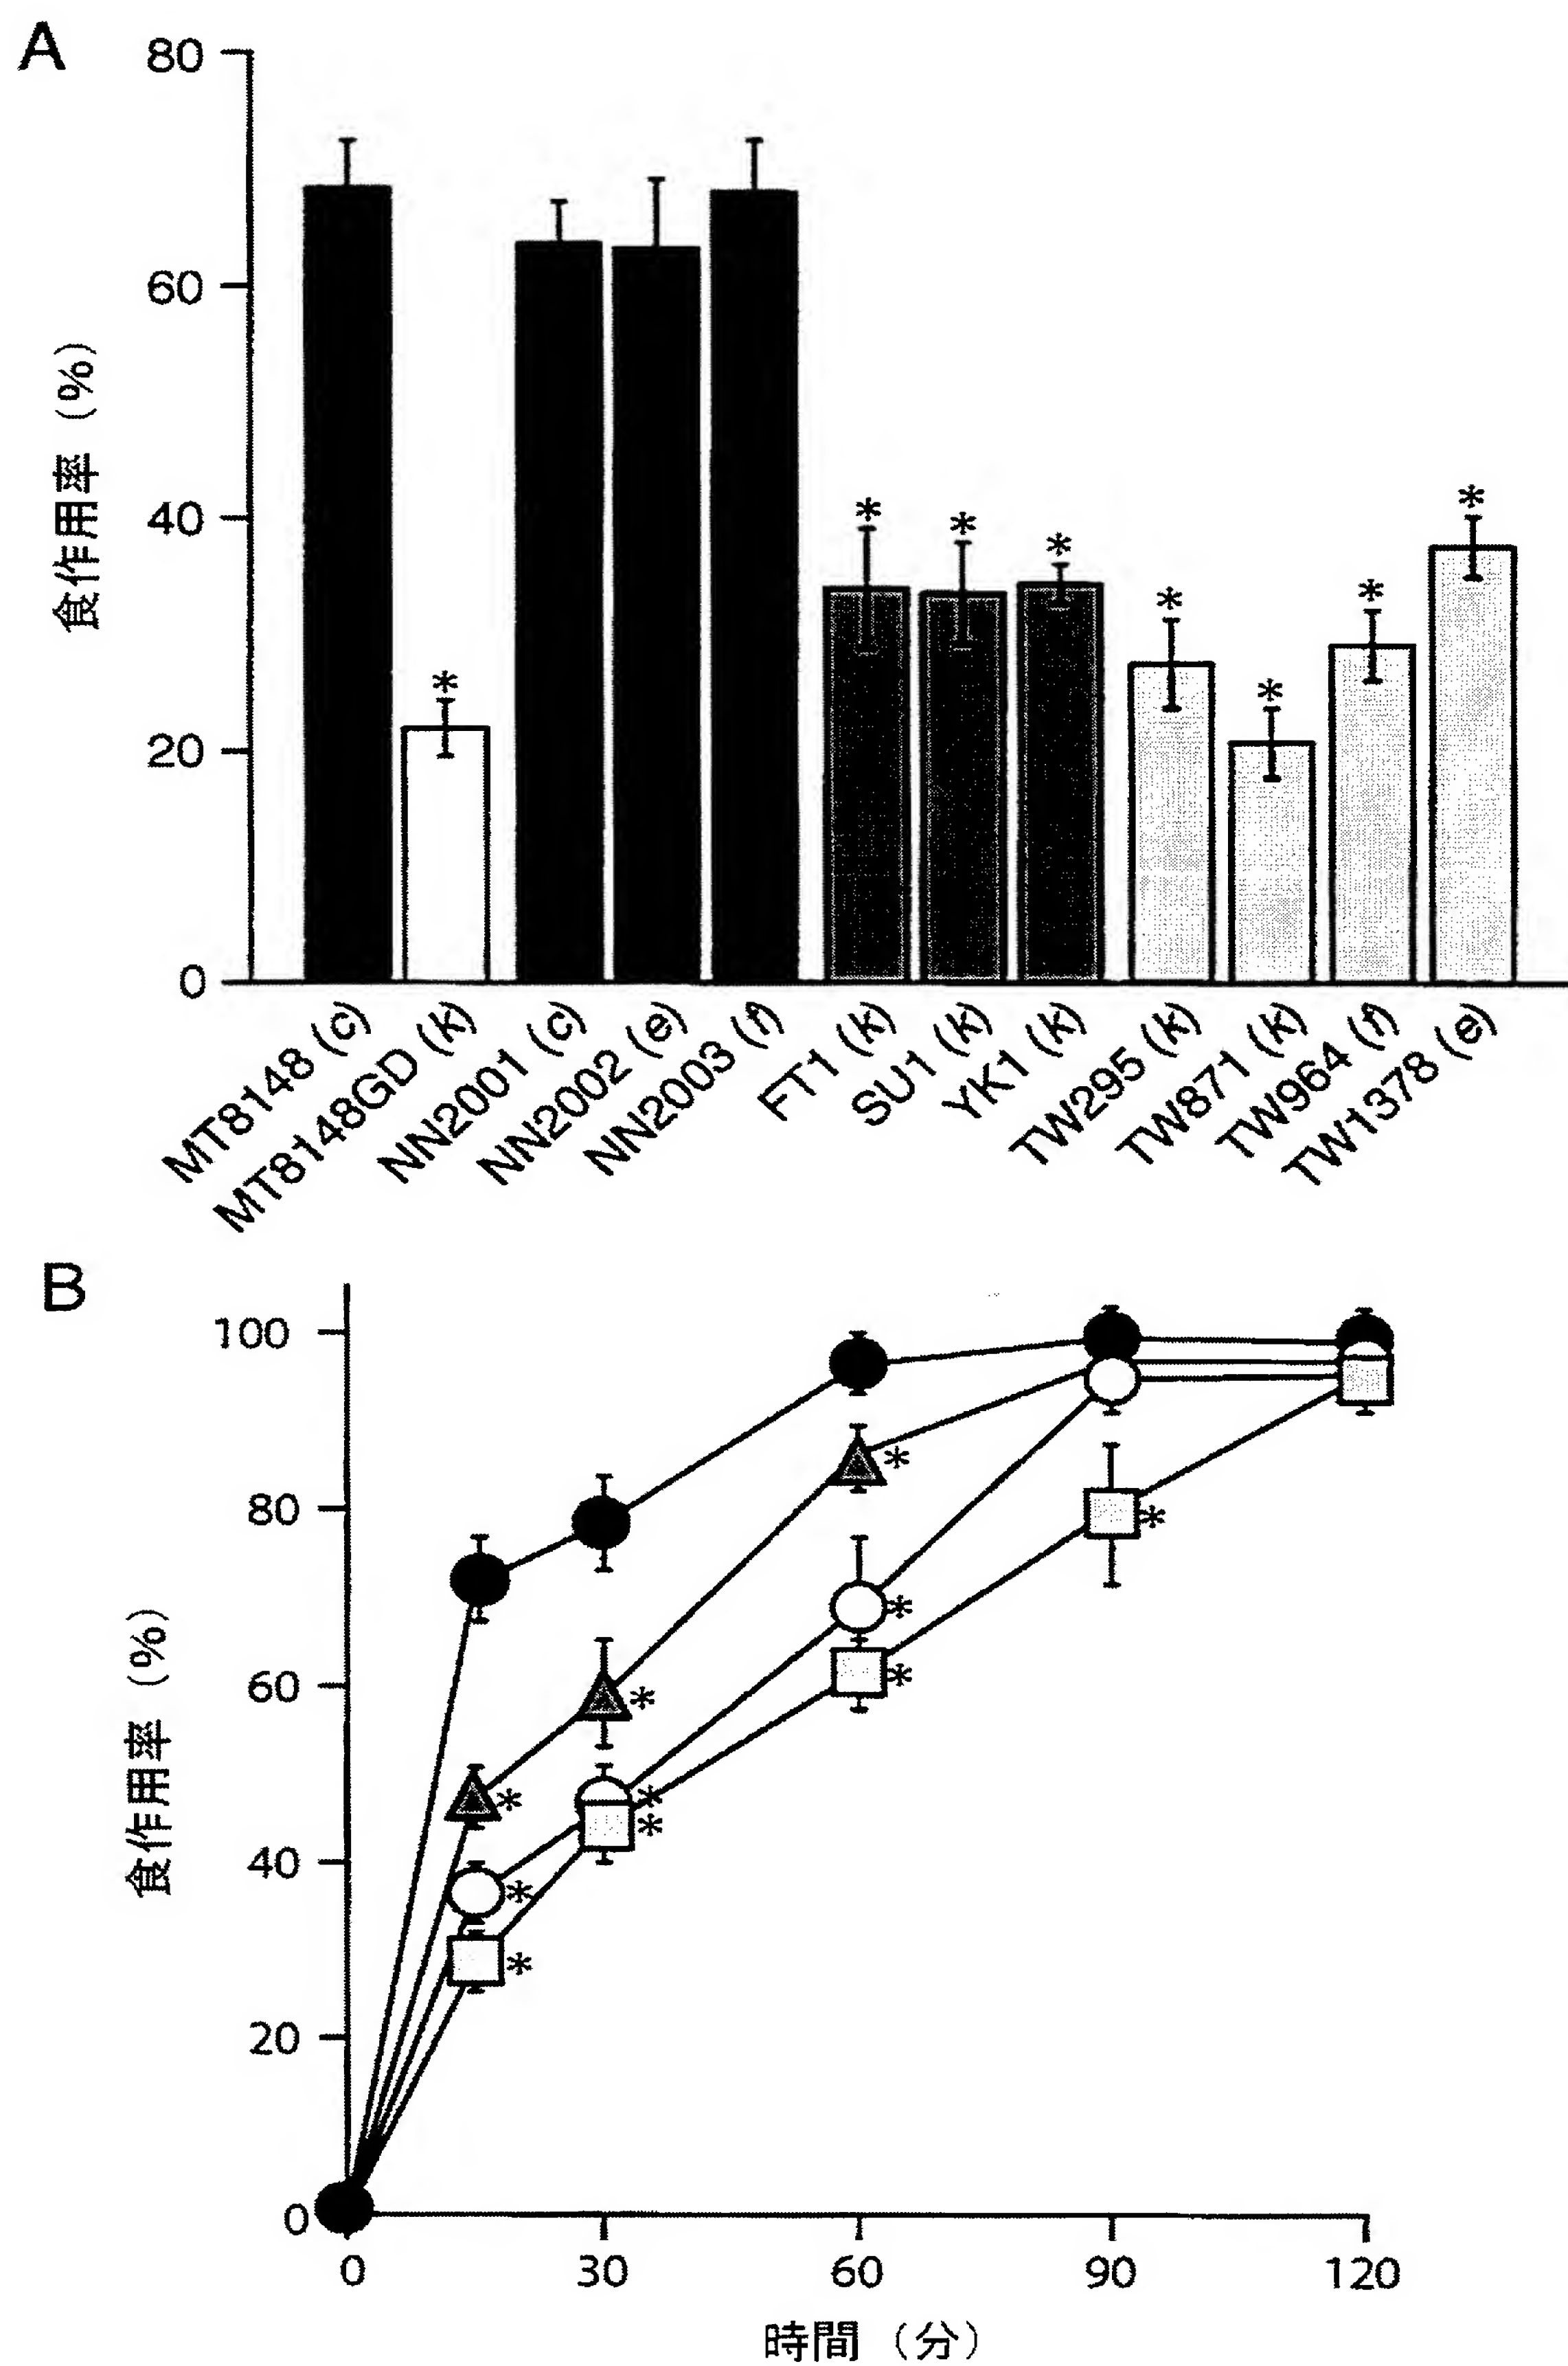 A
80
60
40
20
0
食作用率 (%)
* * * * * * * *
MT8148 (c)
MT8148GD (k)
NN2001 (c)
NN2002 (e)
NN2003 (f)
FT1 (k)
SU1 (k)
YK1 (k)
TW295 (k)
TW871 (k)
TW964 (f)
TW1378 (e)
B
100
80
60
40
20
0
食作用率 (%)
* * * * * * * * * *
0 30 60 90 120
時間 (分)